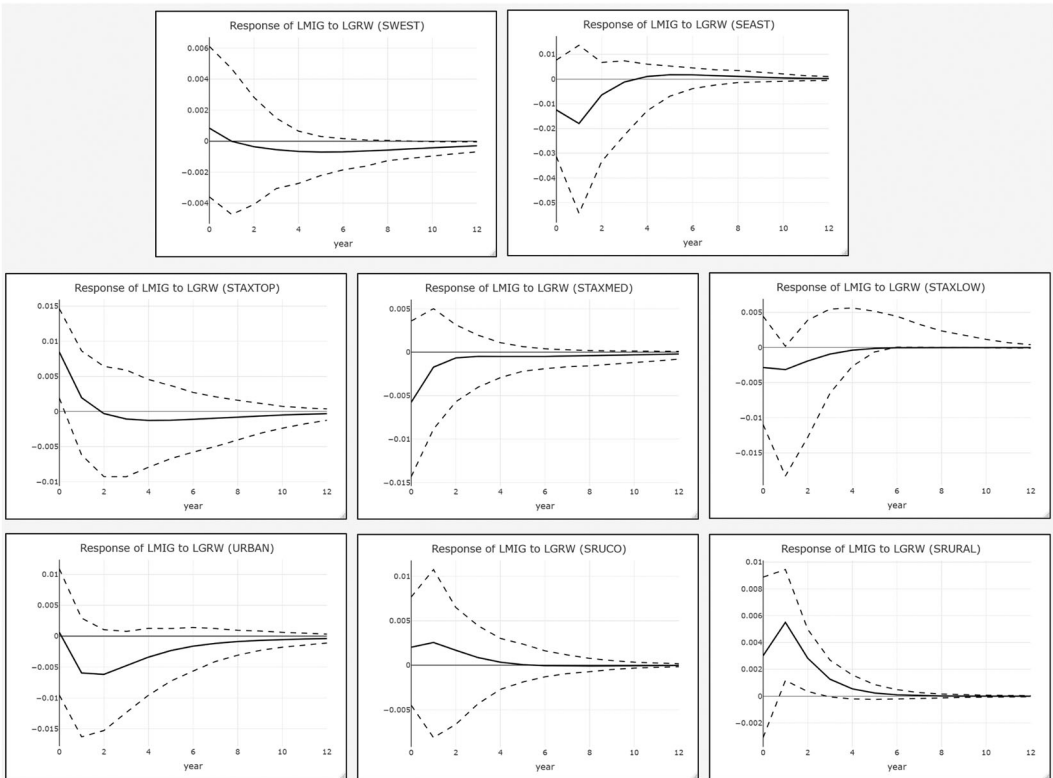 Response of LMIG to LGRW (SWEST)
0.006
0.004
0.002
0
−0.002
−0.004
0 2 4 6 8 10 12
year
Response of LMIG to LGRW (SEAST)
0.01
0
−0.01
−0.02
−0.03
−0.04
−0.05
0 2 4 6 8 10 12
year
Response of LMIG to LGRW (STAXTOP)
0.015
0.01
0.005
0
−0.005
−0.01
0 2 4 6 8 10 12
year
Response of LMIG to LGRW (STAXMED)
0.005
0
−0.005
−0.01
−0.015
0 2 4 6 8 10 12
year
Response of LMIG to LGRW (STAXLOW)
0.005
0
−0.005
−0.01
−0.015
0 2 4 6 8 10 12
year
Response of LMIG to LGRW (URBAN)
0.01
0.005
0
−0.005
−0.01
−0.015
0 2 4 6 8 10 12
year
Response of LMIG to LGRW (SRUCO)
0.01
0.005
0
−0.005
0 2 4 6 8 10 12
year
Response of LMIG to LGRW (SRURAL)
0.01
0.008
0.006
0.004
0.002
0
−0.002
0 2 4 6 8 10 12
year